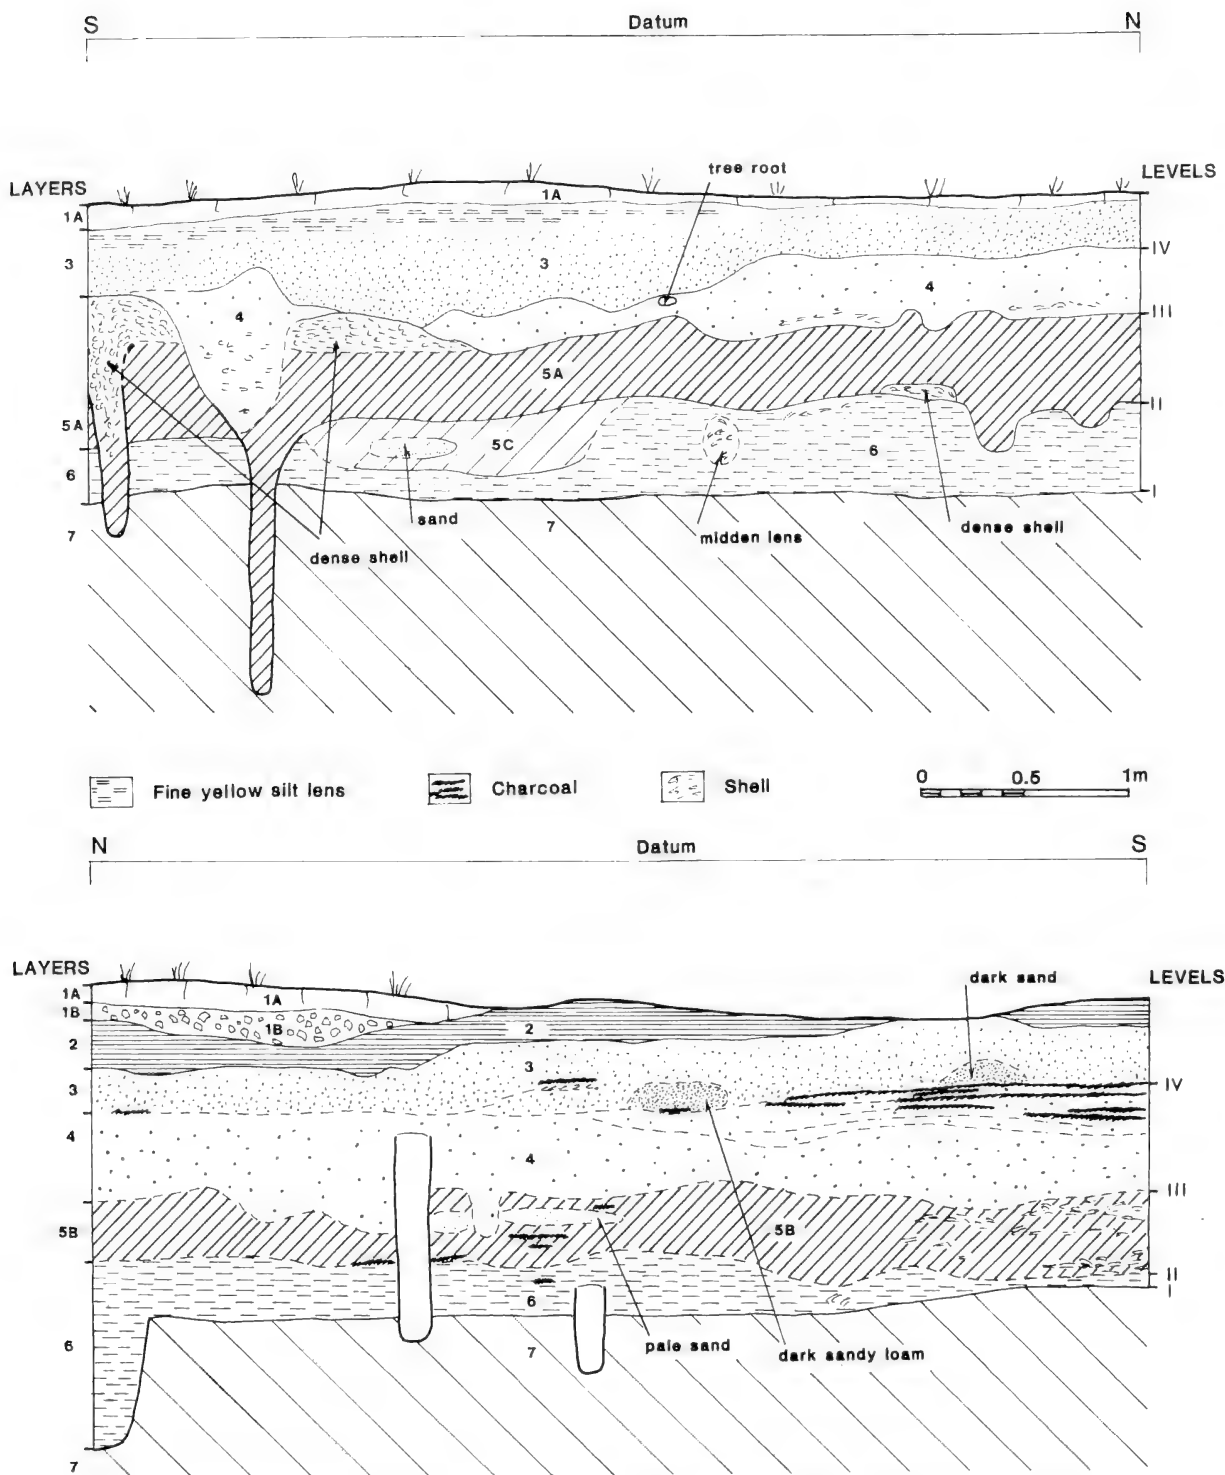 S Datum N
tree root
LAYERS LEVELS
1A 1A
3 3 IV
4 4 III
5A 5A II
5C
6 6 I
sand
7 7
dense shell midden lens dense shell
Fine yellow silt lens Charcoal Shell 0 0.5 1m
N Datum S
dark sand
LAYERS LEVELS
1A 1A
1B 1B
2 2
3 3 IV
4 4
III
5B 5B
II
I
6 6
pale sand dark sandy loam
7
7